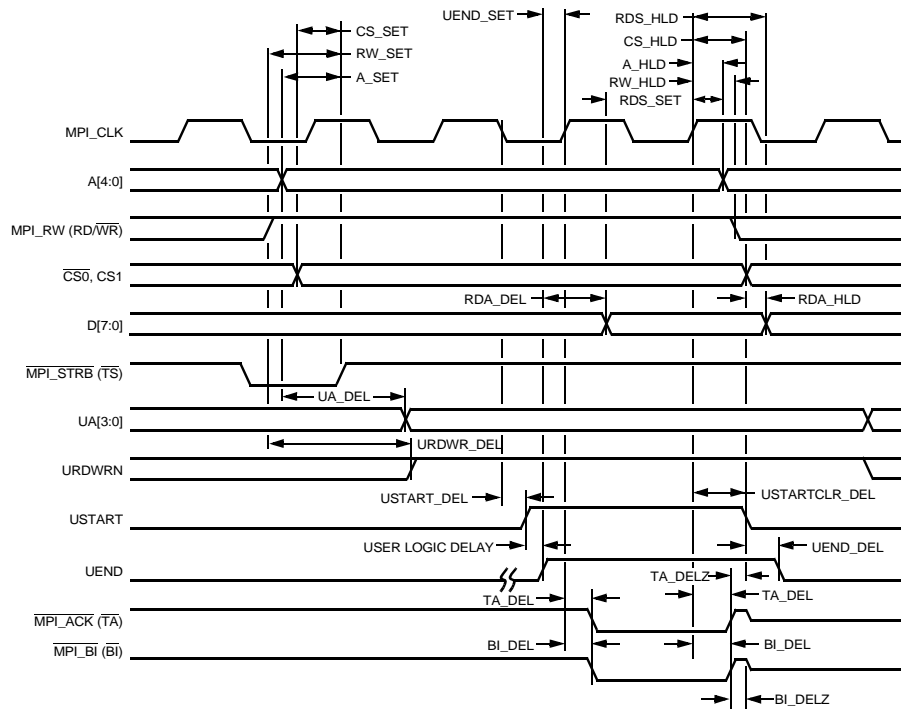 UEND_SET
RDS_HLD
CS_SET
CS_HLD
RW_SET
A_HLD
A_SET
RW_HLD
RDS_SET
MPI_CLK
A[4:0]
MPI_RW (RD/WR)
CS0, CS1
RDA_DEL
RDA_HLD
D[7:0]
MPI_STRB (TS)
UA_DEL
UA[3:0]
URDWR_DEL
URDWRN
USTART_DEL
USTARTCLR_DEL
USTART
USER LOGIC DELAY
UEND_DEL
UEND
TA_DELZ
TA_DEL
TA_DEL
MPI_ACK (TA)
BI_DEL
BI_DEL
MPI_BI (BI)
BI_DELZ